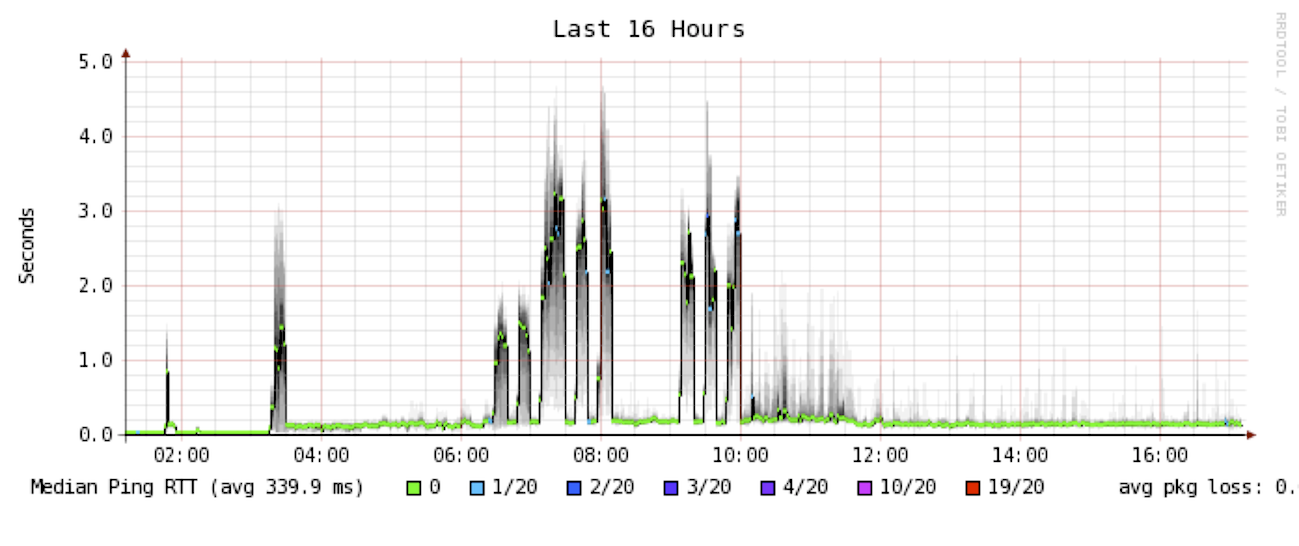 Last 16 Hours
RRDTOOL / TOBI OETIKER
Seconds
5.0
4.0
3.0
2.0
1.0
0.0
02:00 04:00 06:00 08:00 10:00 12:00 14:00 16:00
Median Ping RTT (avg 339.9 ms) 0 1/20 2/20 3/20 4/20 10/20 19/20 avg pkg loss: 0.